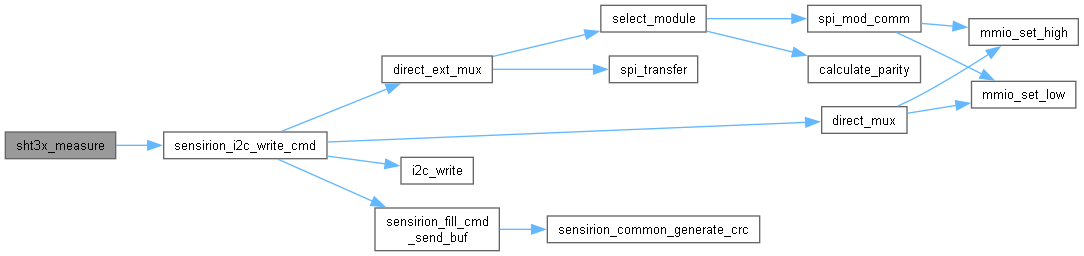 sht3x_measure
sensirion_i2c_write_cmd
direct_ext_mux
select_module
spi_mod_comm
mmio_set_high
mmio_set_low
calculate_parity
spi_transfer
direct_mux
i2c_write
sensirion_fill_cmd
_send_buf
sensirion_common_generate_crc